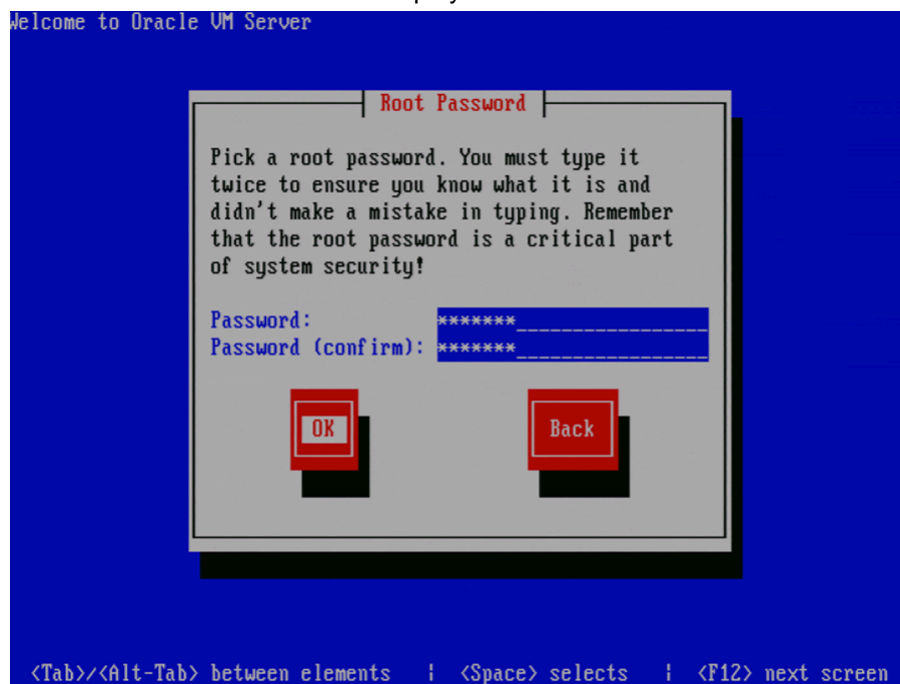 Welcome to Oracle VM Server
Root Password
Pick a root password. You must type it
twice to ensure you know what it is and
didn't make a mistake in typing. Remember
that the root password is a critical part
of system security!
Password: *******_________________
Password (confirm): *******_________________
OK Back
<Tab>/<Alt-Tab> between elements | <Space> selects | <F12> next screen